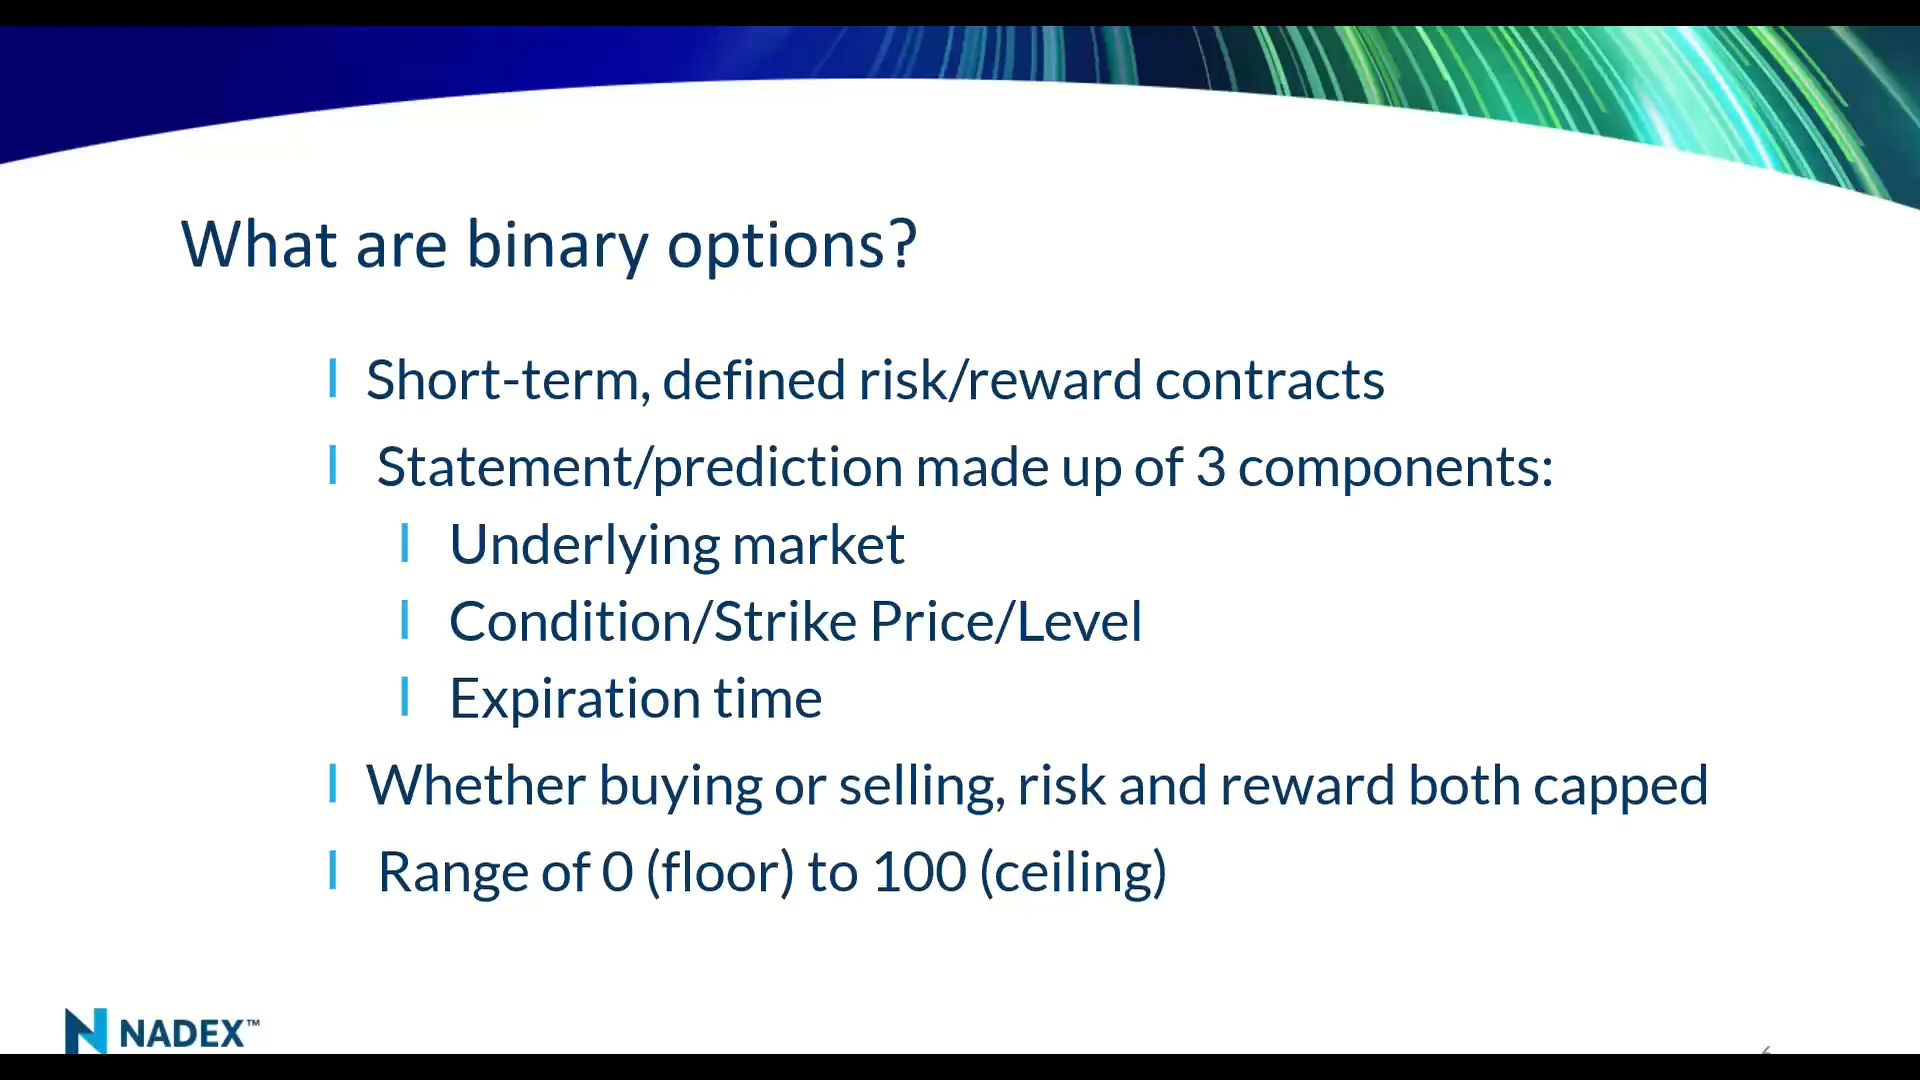 What are binary options?
Short-term, defined risk/reward contracts
Statement/prediction made up of 3 components:
Underlying market
Condition/Strike Price/Level
Expiration time
Whether buying or selling, risk and reward both capped
Range of 0 (floor) to 100 (ceiling)
NADEX™